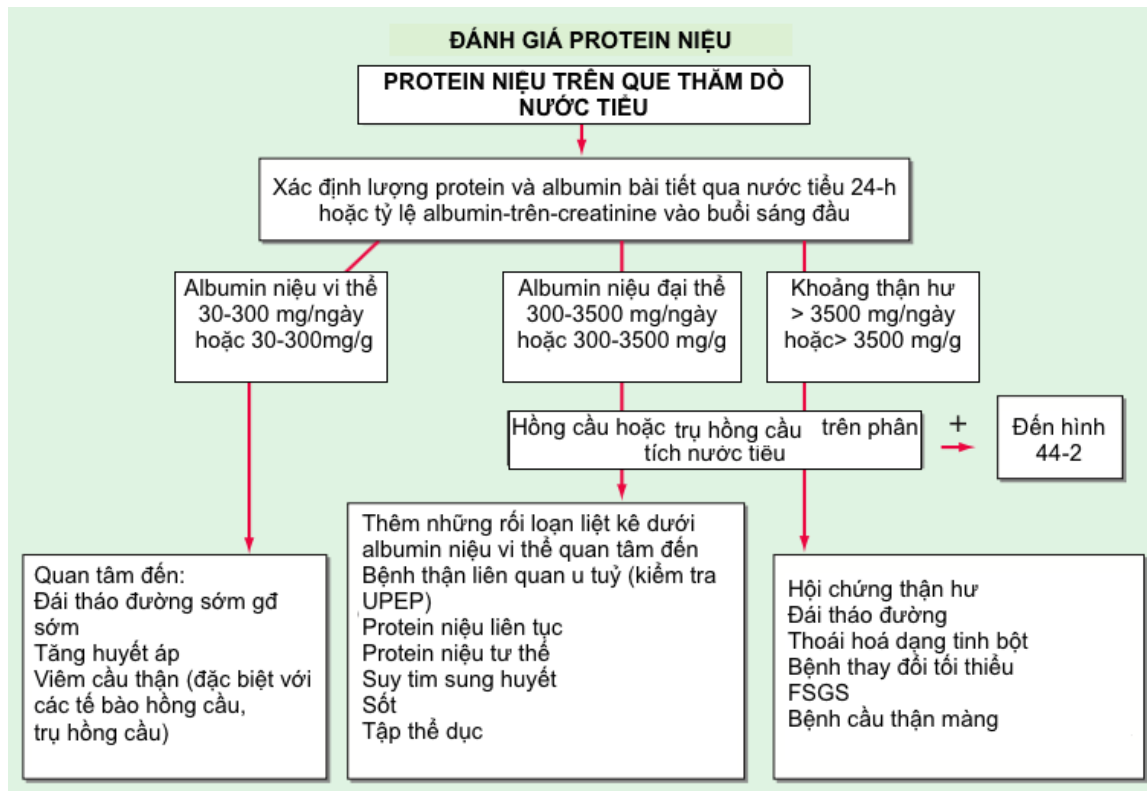 ĐÁNH GIÁ PROTEIN NIỆU
PROTEIN NIỆU TRÊN QUE THĂM DÒ
NƯỚC TIỂU
Xác định lượng protein và albumin bài tiết qua nước tiểu 24-h
hoặc tỷ lệ albumin-trên-creatinine vào buổi sáng đầu
Albumin niệu vi thể
30-300 mg/ngày
hoặc 30-300mg/g
Albumin niệu đại thể
300-3500 mg/ngày
hoặc 300-3500 mg/g
Khoảng thận hư
> 3500 mg/ngày
hoặc> 3500 mg/g
Hồng cầu hoặc trụ hồng cầu trên phân
tích nước tiêu
+
Đến hình
44-2
Quan tâm đến:
Đái tháo đường sớm gđ
sớm
Tăng huyết áp
Viêm cầu thận (đặc biệt với
các tế bào hồng cầu,
trụ hồng cầu)
Thêm những rối loạn liệt kê dưới
albumin niệu vi thể quan tâm đến
Bệnh thận liên quan u tuỷ (kiểm tra
UPEP)
Protein niệu liên tục
Protein niệu tư thế
Suy tim sung huyết
Sốt
Tập thể dục
Hội chứng thận hư
Đái tháo đường
Thoái hoá dạng tinh bột
Bệnh thay đổi tối thiểu
FSGS
Bệnh cầu thận màng